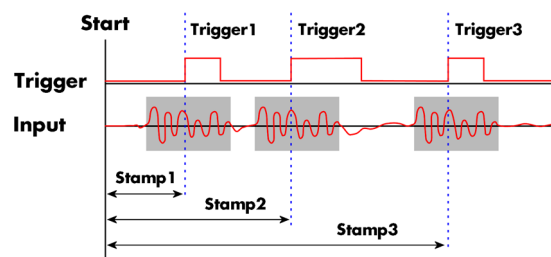 Start
Trigger1
Trigger2
Trigger3
Trigger
Input
Stamp1
Stamp2
Stamp3